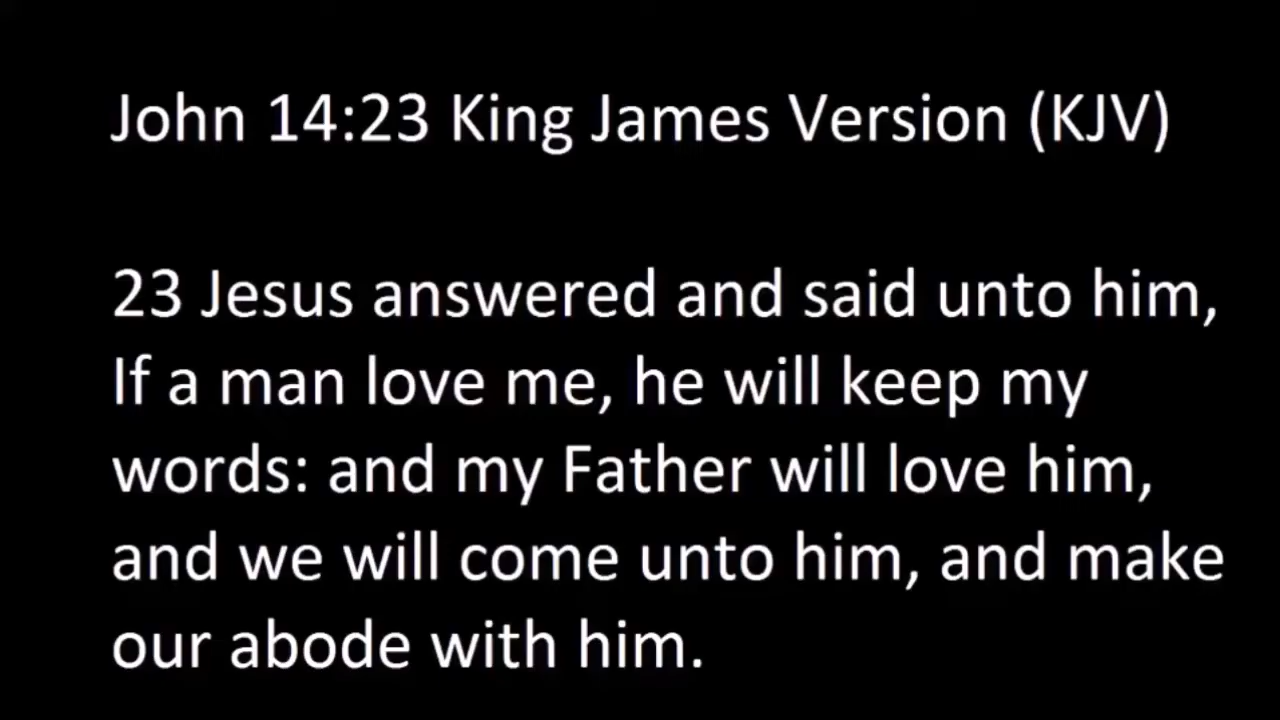 John 14:23 King James Version (KJV)
23 Jesus answered and said unto him,
If a man love me, he will keep my
words: and my Father will love him,
and we will come unto him, and make
our abode with him.